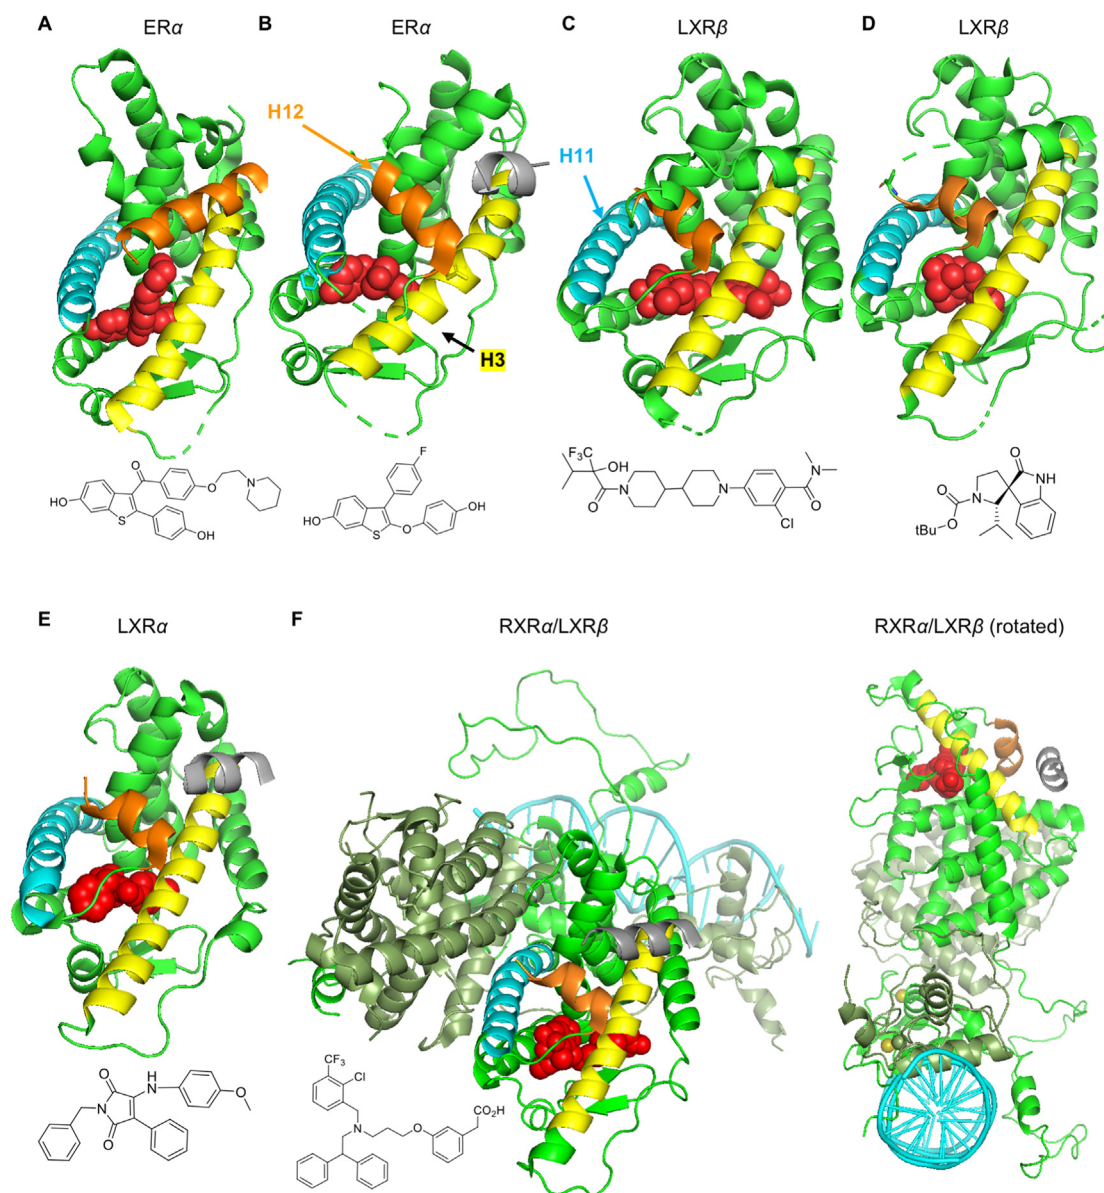 A
ERα
B
ERα
C
LXRβ
D
LXRβ
H12
H11
H3
O
HO
S
OH
O
N
F
HO
S
O
OH
F3C
OH
O
N
N
Cl
O
N
O
NH
N
O
O
tBu
E
LXRα
F
RXRα/LXRβ
RXRα/LXRβ (rotated)
O
H
N
N
O
O
CF3
Cl
N
O
CO2H